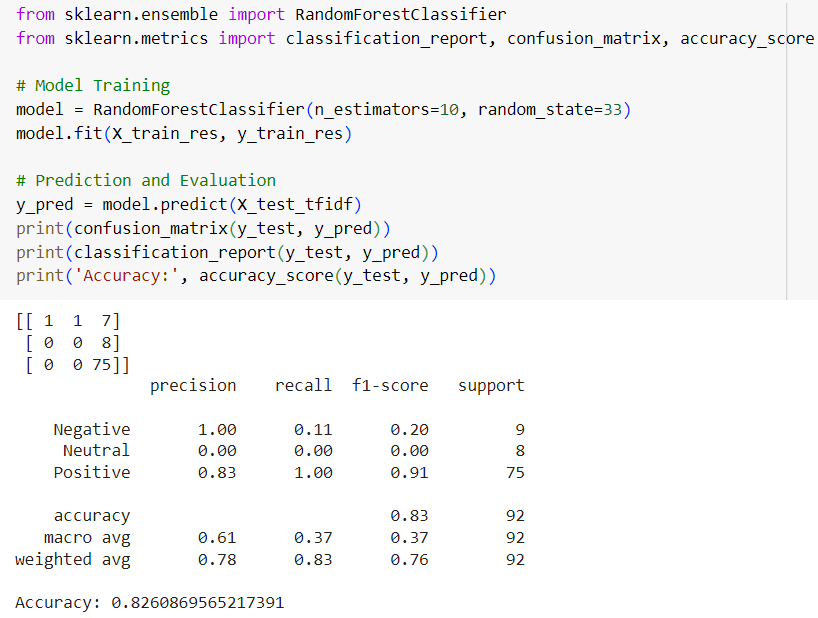 from sklearn.ensemble import RandomForestClassifier
from sklearn.metrics import classification_report, confusion_matrix, accuracy_score
# Model Training
model = RandomForestClassifier(n_estimators=10, random_state=33)
model.fit(X_train_res, y_train_res)
# Prediction and Evaluation
y_pred = model.predict(X_test_tfidf)
print(confusion_matrix(y_test, y_pred))
print(classification_report(y_test, y_pred))
print('Accuracy:', accuracy_score(y_test, y_pred))
[[ 1  1  7]
 [ 0  0  8]
 [ 0  0 75]]
              precision    recall  f1-score   support
    Negative       1.00      0.11      0.20         9
     Neutral       0.00      0.00      0.00         8
    Positive       0.83      1.00      0.91        75
    accuracy                           0.83        92
   macro avg       0.61      0.37      0.37        92
weighted avg       0.78      0.83      0.76        92
Accuracy: 0.8260869565217391